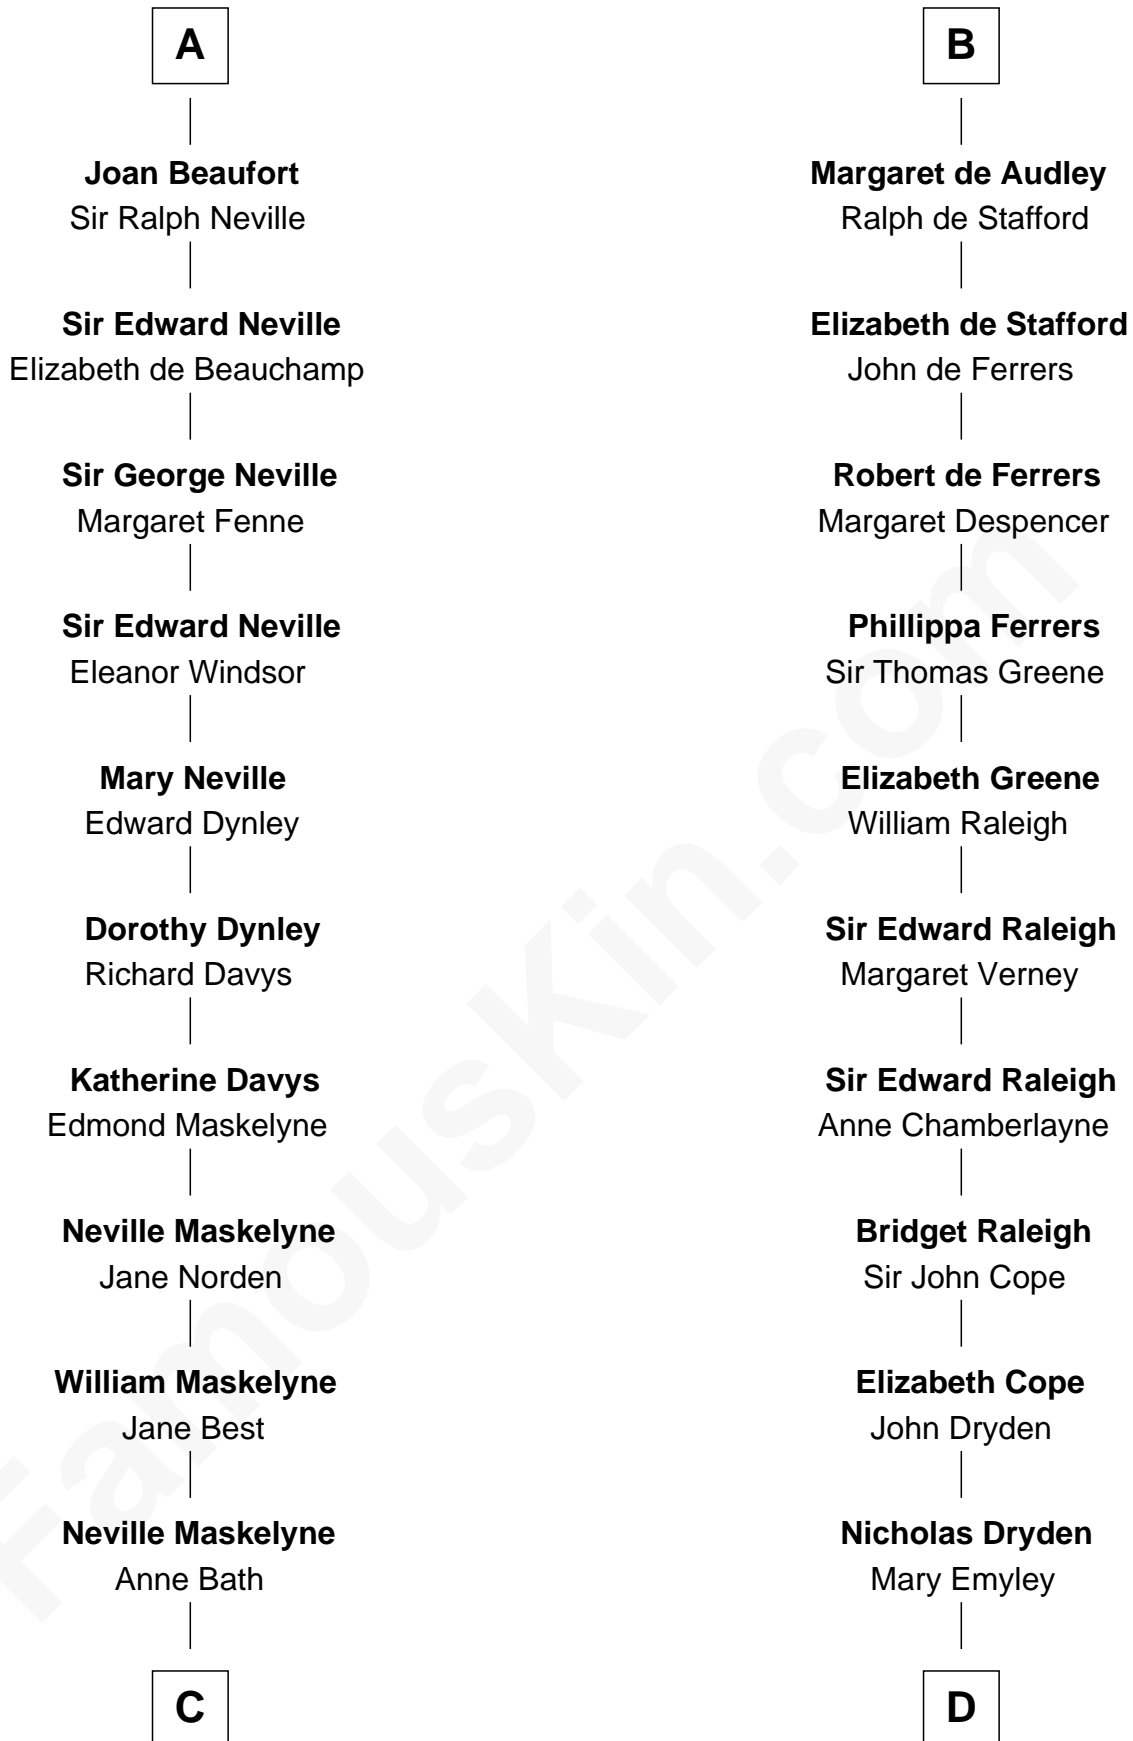 A
Joan Beaufort
Sir Ralph Neville
Sir Edward Neville
Elizabeth de Beauchamp
Sir George Neville
Margaret Fenne
Sir Edward Neville
Eleanor Windsor
Mary Neville
Edward Dynley
Dorothy Dynley
Richard Davys
Katherine Davys
Edmond Maskelyne
Neville Maskelyne
Jane Norden
William Maskelyne
Jane Best
Neville Maskelyne
Anne Bath
C
B
Margaret de Audley
Ralph de Stafford
Elizabeth de Stafford
John de Ferrers
Robert de Ferrers
Margaret Despencer
Phillippa Ferrers
Sir Thomas Greene
Elizabeth Greene
William Raleigh
Sir Edward Raleigh
Margaret Verney
Sir Edward Raleigh
Anne Chamberlayne
Bridget Raleigh
Sir John Cope
Elizabeth Cope
John Dryden
Nicholas Dryden
Mary Emyley
D
FamousKin.com